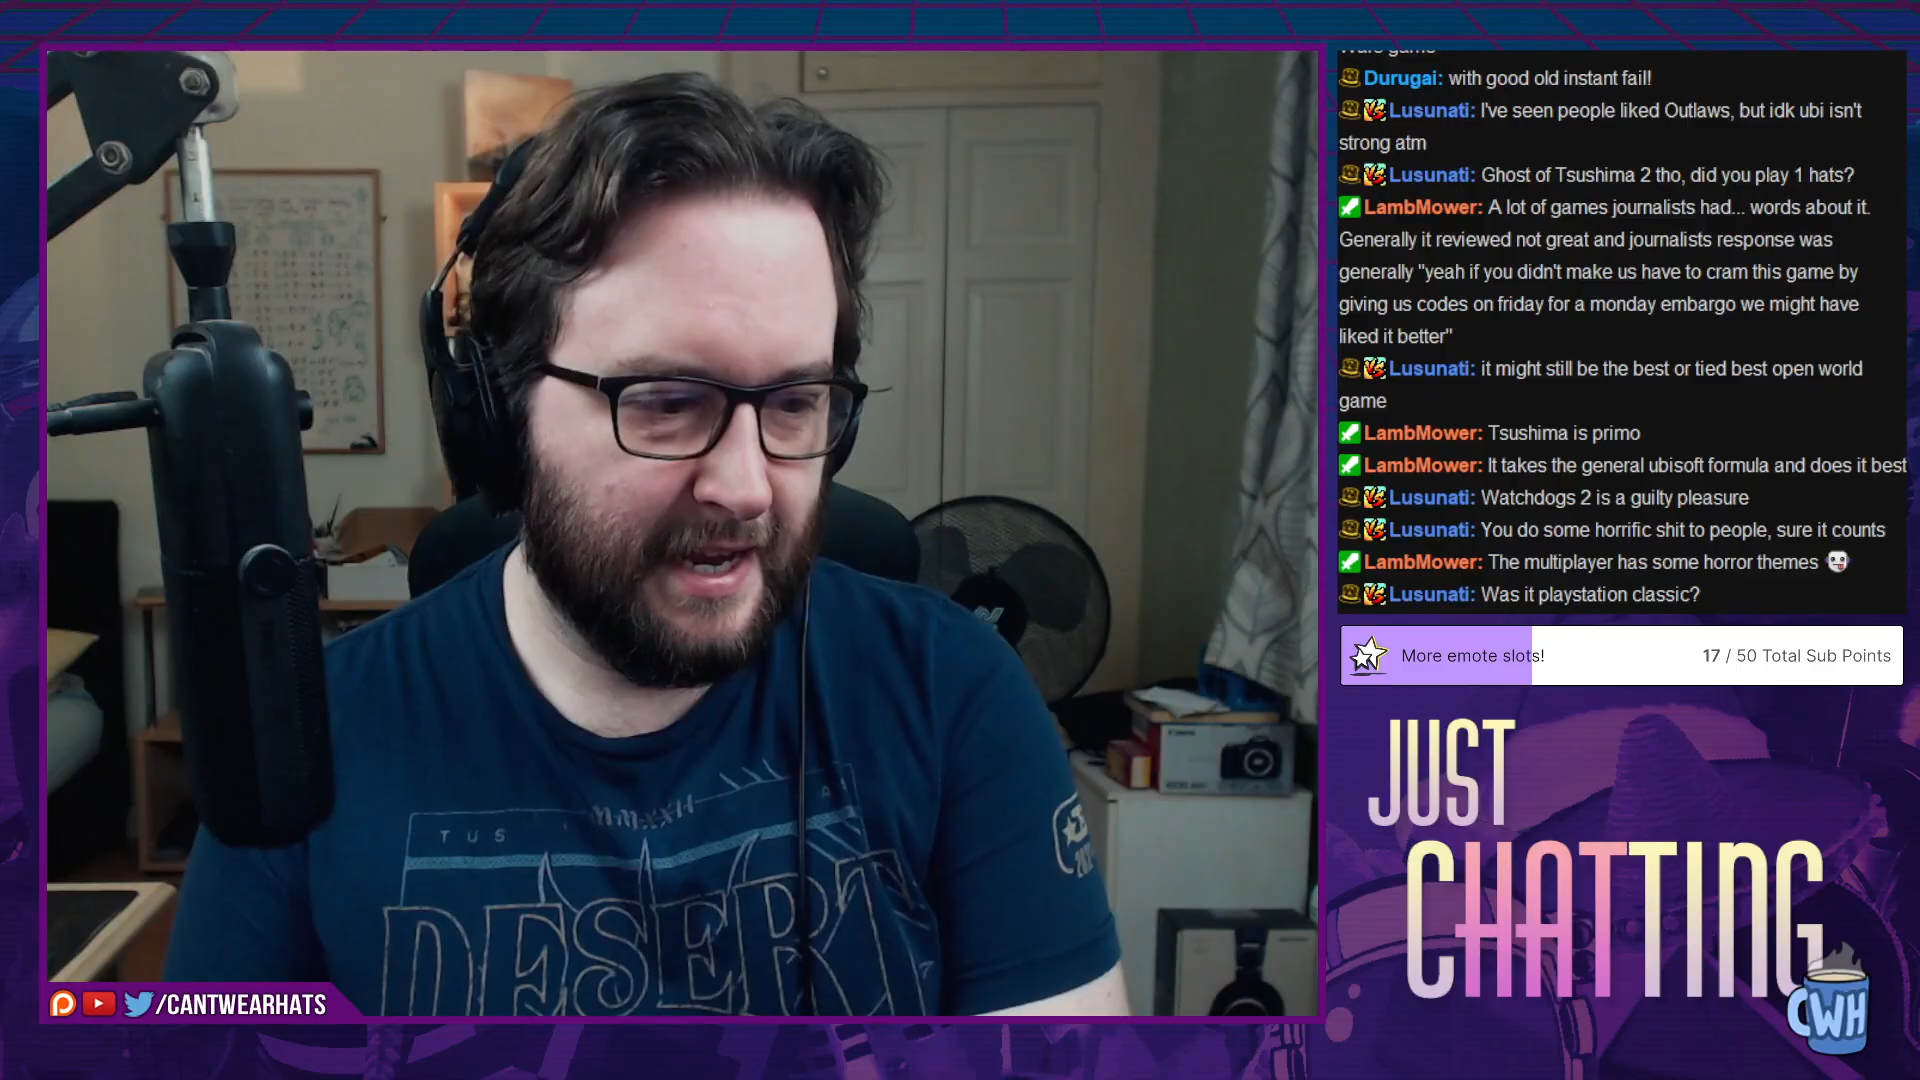 Durugai: with good old instant fail!
Lusunati: I've seen people liked Outlaws, but idk ubi isn't
strong atm
Lusunati: Ghost of Tsushima 2 tho, did you play 1 hats?
LambMower: A lot of games journalists had... words about it.
Generally it reviewed not great and journalists response was
generally "yeah if you didn't make us have to cram this game by
giving us codes on friday for a monday embargo we might have
liked it better"
Lusunati: it might still be the best or tied best open world
game
LambMower: Tsushima is primo
LambMower: It takes the general ubisoft formula and does it best
Lusunati: Watchdogs 2 is a guilty pleasure
Lusunati: You do some horrific shit to people, sure it counts
LambMower: The multiplayer has some horror themes
Lusunati: Was it playstation classic?
More emote slots! 17 / 50 Total Sub Points
JUST
CHATTING
CWH
TUS
DESERT
/CANTWEARHATS